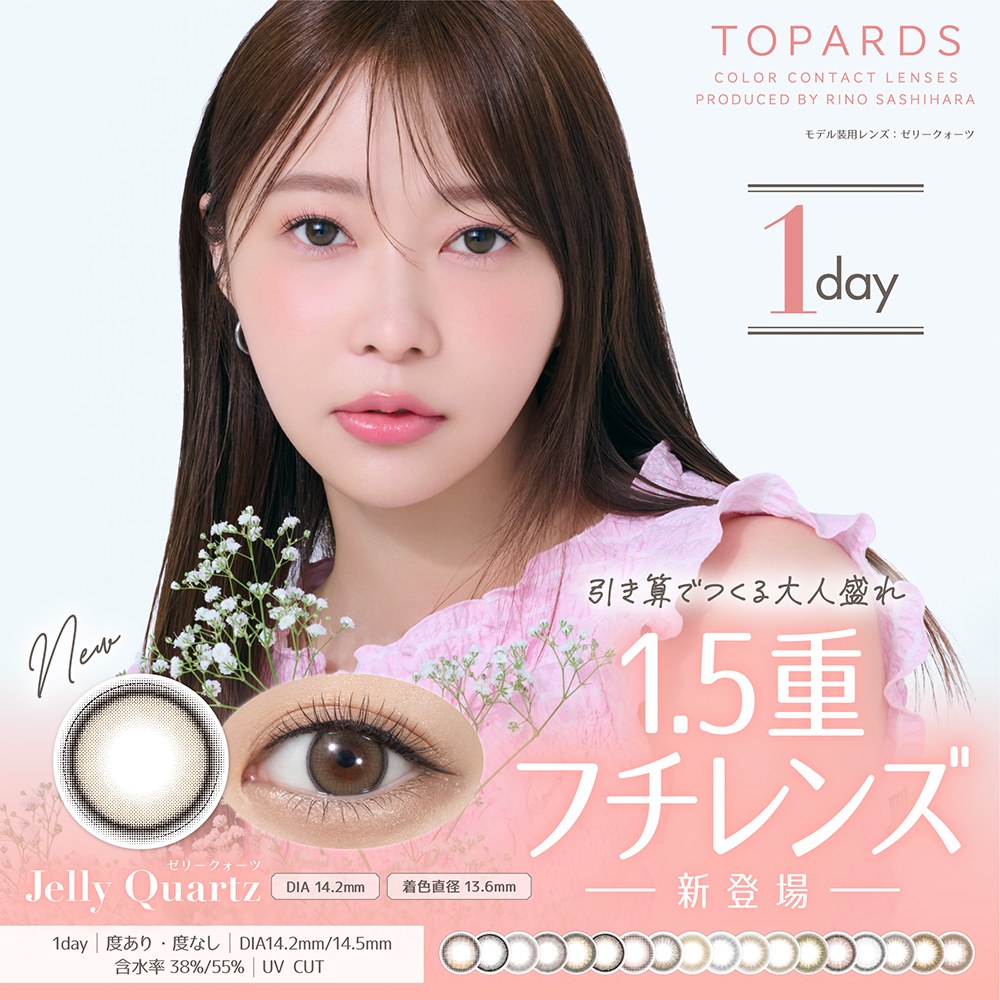 TOPARDS
COLOR CONTACT LENSES
PRODUCED BY RINO SASHIHARA
モデル装用レンズ：ゼリークォーツ
1day
引き算でつくる大人盛れ
1.5重
フチレンズ
新登場
New
ゼリークォーツ
Jelly Quartz
DIA 14.2mm
着色直径 13.6mm
1day｜度あり・度なし｜DIA14.2mm/14.5mm
含水率 38%/55%｜UV CUT